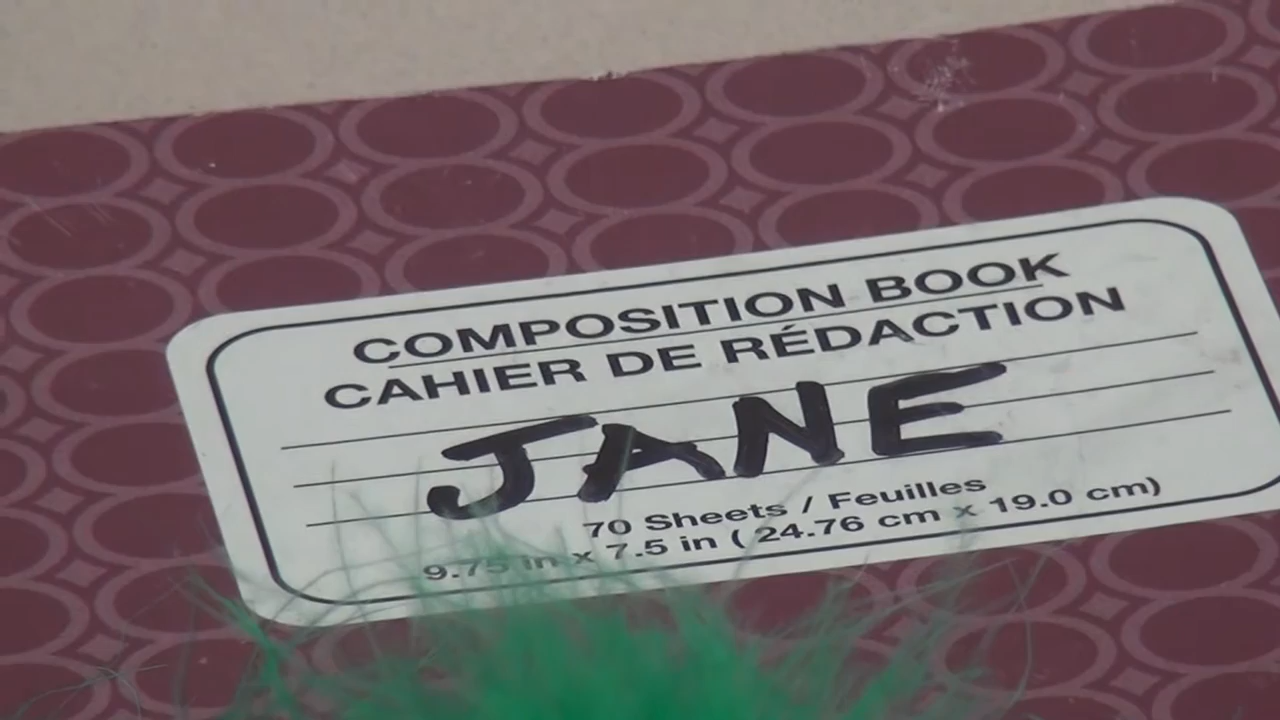 COMPOSITION BOOK
CAHIER DE RÉDACTION
JANE
70 Sheets / Feuilles
9.75 in x 7.5 in ( 24.76 cm x 19.0 cm)